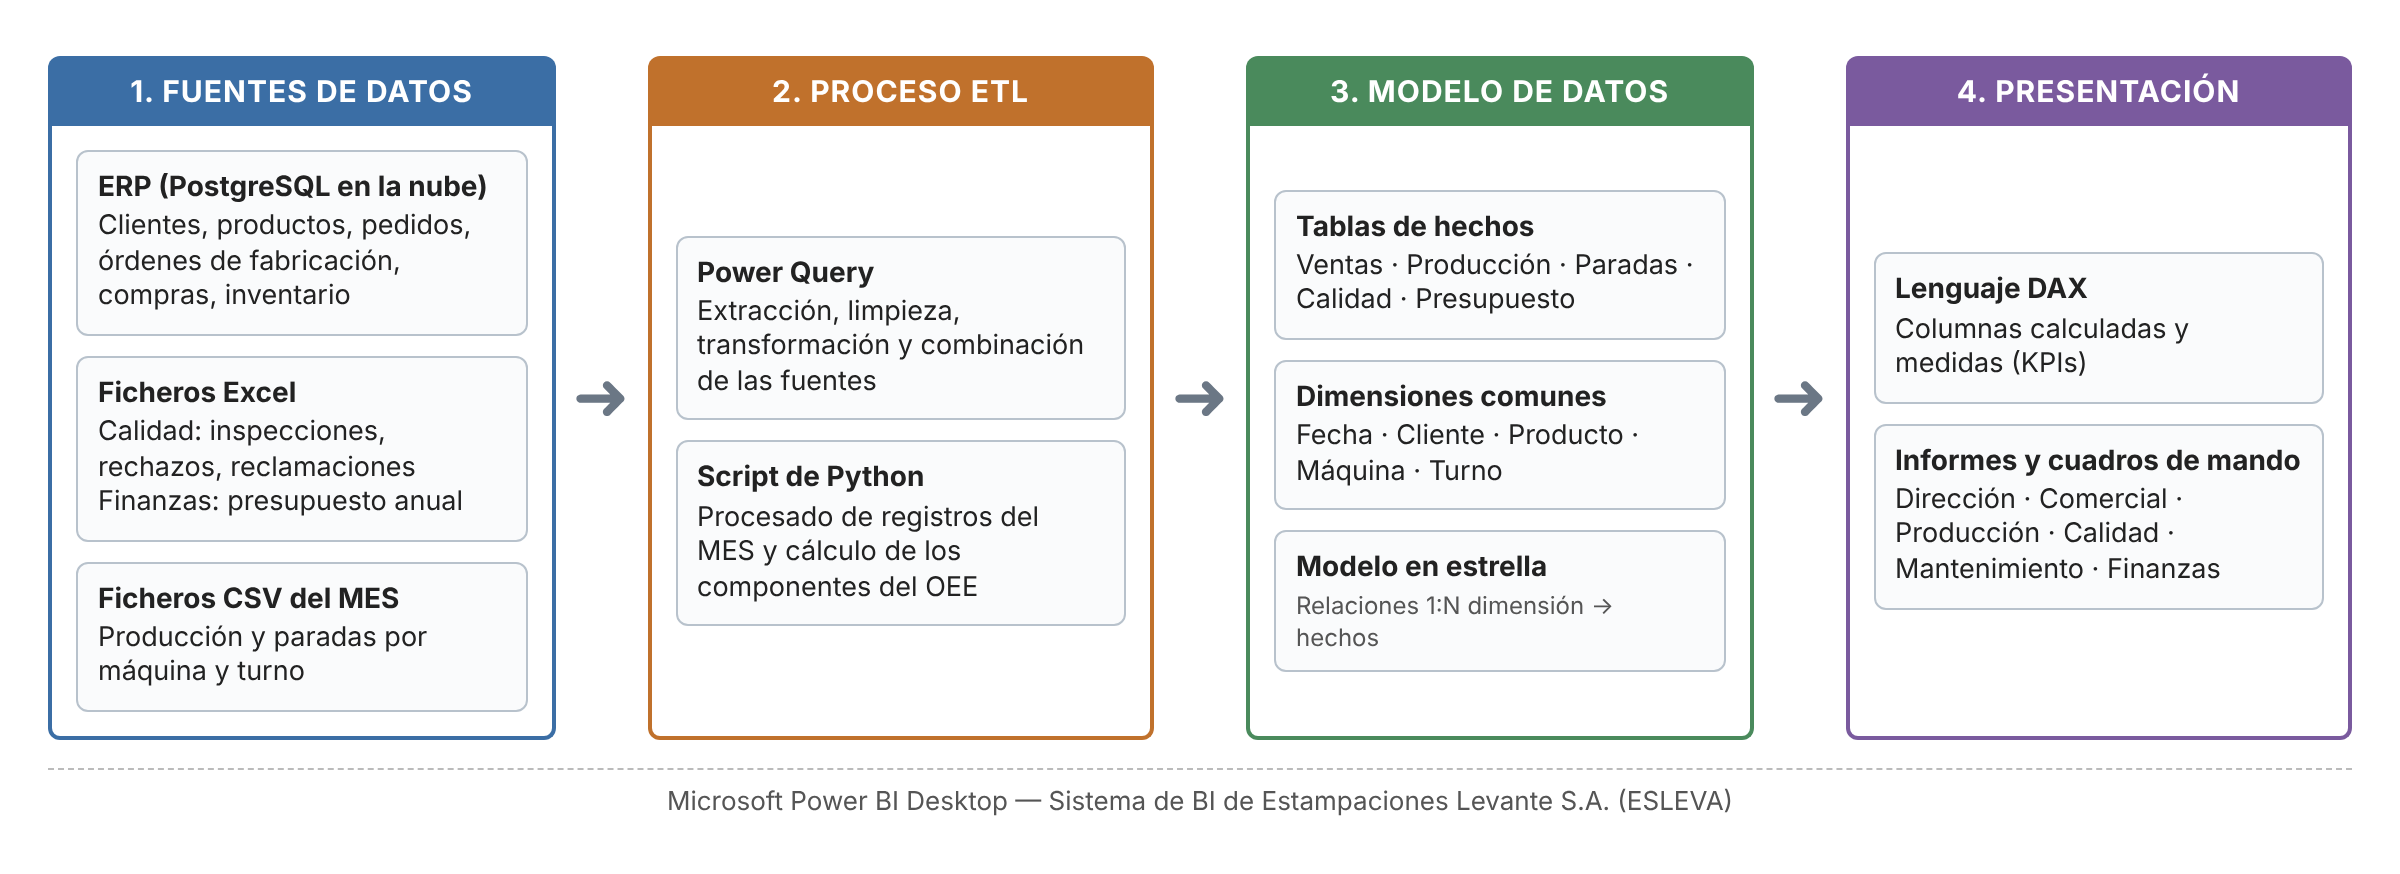 1. FUENTES DE DATOS
ERP (PostgreSQL en la nube)
Clientes, productos, pedidos,
órdenes de fabricación,
compras, inventario
Ficheros Excel
Calidad: inspecciones,
rechazos, reclamaciones
Finanzas: presupuesto anual
Ficheros CSV del MES
Producción y paradas por
máquina y turno
2. PROCESO ETL
Power Query
Extracción, limpieza,
transformación y combinación
de las fuentes
Script de Python
Procesado de registros del
MES y cálculo de los
componentes del OEE
3. MODELO DE DATOS
Tablas de hechos
Ventas · Producción · Paradas ·
Calidad · Presupuesto
Dimensiones comunes
Fecha · Cliente · Producto ·
Máquina · Turno
Modelo en estrella
Relaciones 1:N dimensión →
hechos
4. PRESENTACIÓN
Lenguaje DAX
Columnas calculadas y
medidas (KPIs)
Informes y cuadros de mando
Dirección · Comercial ·
Producción · Calidad ·
Mantenimiento · Finanzas
Microsoft Power BI Desktop — Sistema de BI de Estampaciones Levante S.A. (ESLEVA)